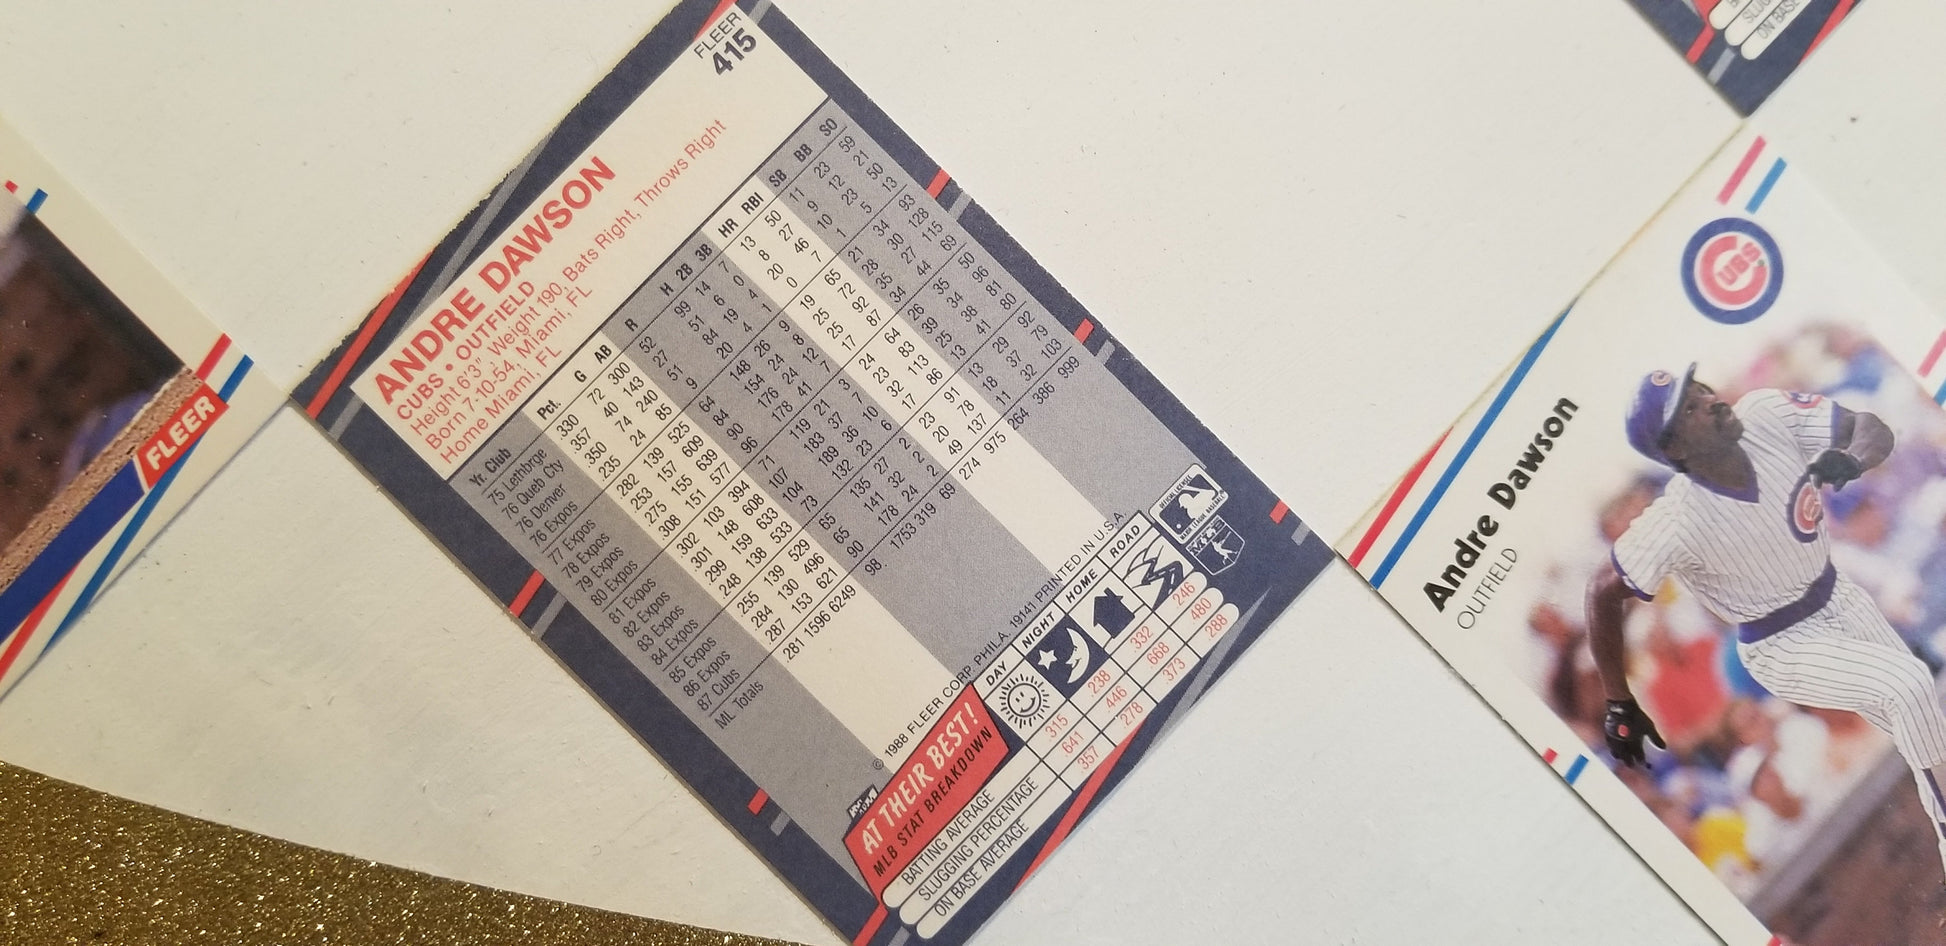 FLEER
415
ANDRE DAWSON
CUBS • OUTFIELD
Height 6'3", Weight 190, Bats Right, Throws Right
Born 7-10-54, Miami, FL
Home Miami, FL
Yr. Club Pct. G AB R H 2B 3B HR RBI SB BB SO
75 Lethbrge .330 72 300 52 99 14 7 13 50 11 23 59
76 Queb Cty .357 40 143 27 51 6 0 8 27 9 12 21
76 Denver .350 74 240 51 84 19 4 20 46 10 23 50
76 Expos .235 24 85 9 20 4 1 0 7 1 5 13
77 Expos .282 139 525 64 148 26 9 19 65 21 34 93
78 Expos .253 157 609 84 154 24 8 25 72 28 30 128
79 Expos .275 155 639 90 176 24 12 25 92 35 27 115
80 Expos .308 151 577 96 178 41 7 17 87 34 44 69
81 Expos .302 103 394 71 119 21 3 24 64 26 35 50
82 Expos .301 148 608 107 183 37 7 23 83 39 34 96
83 Expos .299 159 633 104 189 36 10 32 113 25 38 81
84 Expos .248 138 533 73 132 23 6 17 86 13 41 80
85 Expos .255 139 529 65 135 27 2 23 91 13 29 92
86 Expos .284 130 496 65 141 32 2 20 78 18 37 79
87 Cubs .287 153 621 90 178 24 2 49 137 11 32 103
ML Totals .281 1596 6249 98. 1753 319 69 274 975 264 386 999
© 1988 FLEER CORP. PHILA. 19141 PRINTED IN U.S.A.
AT THEIR BEST!
MLB STAT BREAKDOWN
DAY NIGHT HOME ROAD
BATTING AVERAGE .315 .238 .332 .246
SLUGGING PERCENTAGE .641 .446 .668 .480
ON BASE AVERAGE .357 .278 .373 .288
FLEER
CUBS
Andre Dawson
OUTFIELD
ON BASE